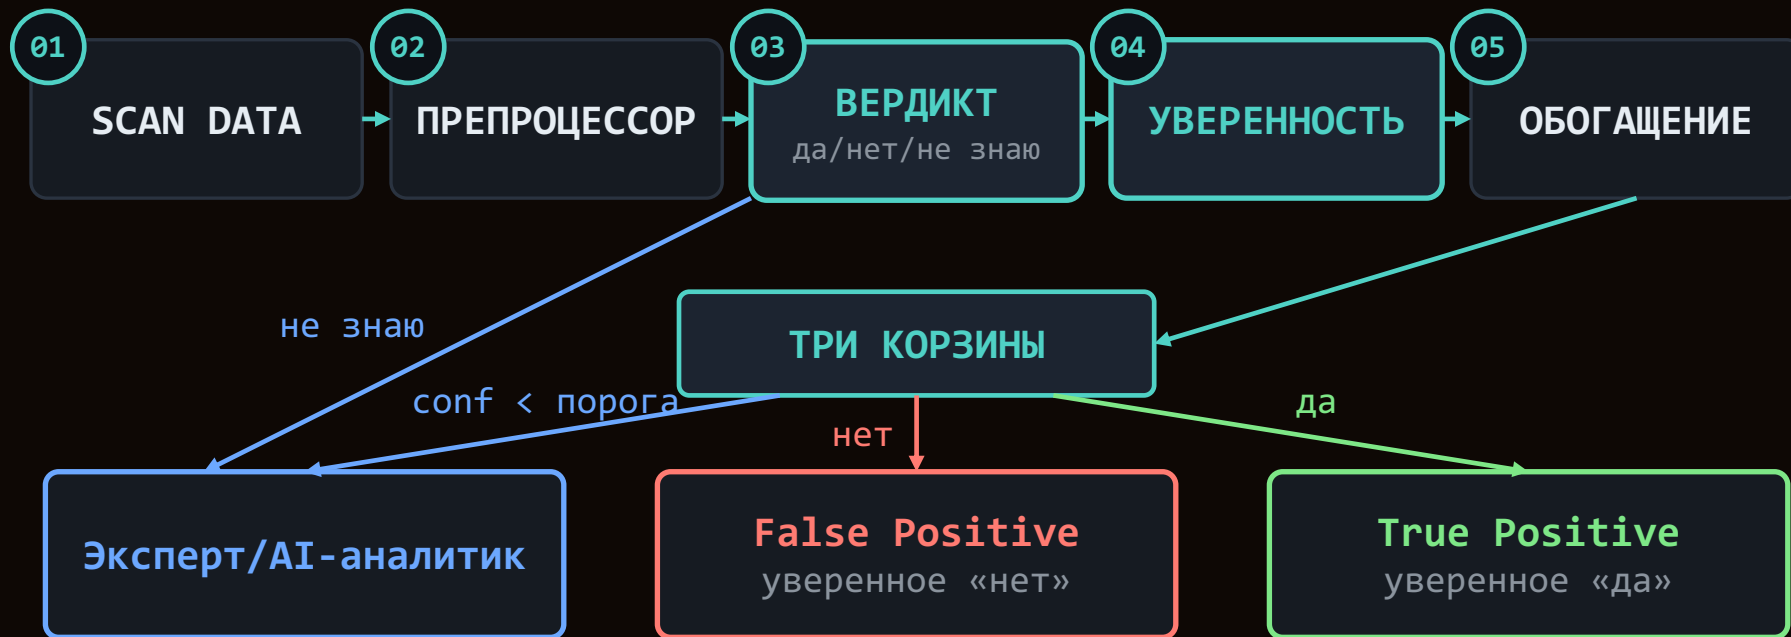 01
SCAN DATA
02
ПРЕПРОЦЕССОР
03
ВЕРДИКТ
да/нет/не знаю
04
УВЕРЕННОСТЬ
05
ОБОГАЩЕНИЕ
не знаю
ТРИ КОРЗИНЫ
conf < порога
нет
да
Эксперт/AI-аналитик
False Positive
уверенное «нет»
True Positive
уверенное «да»